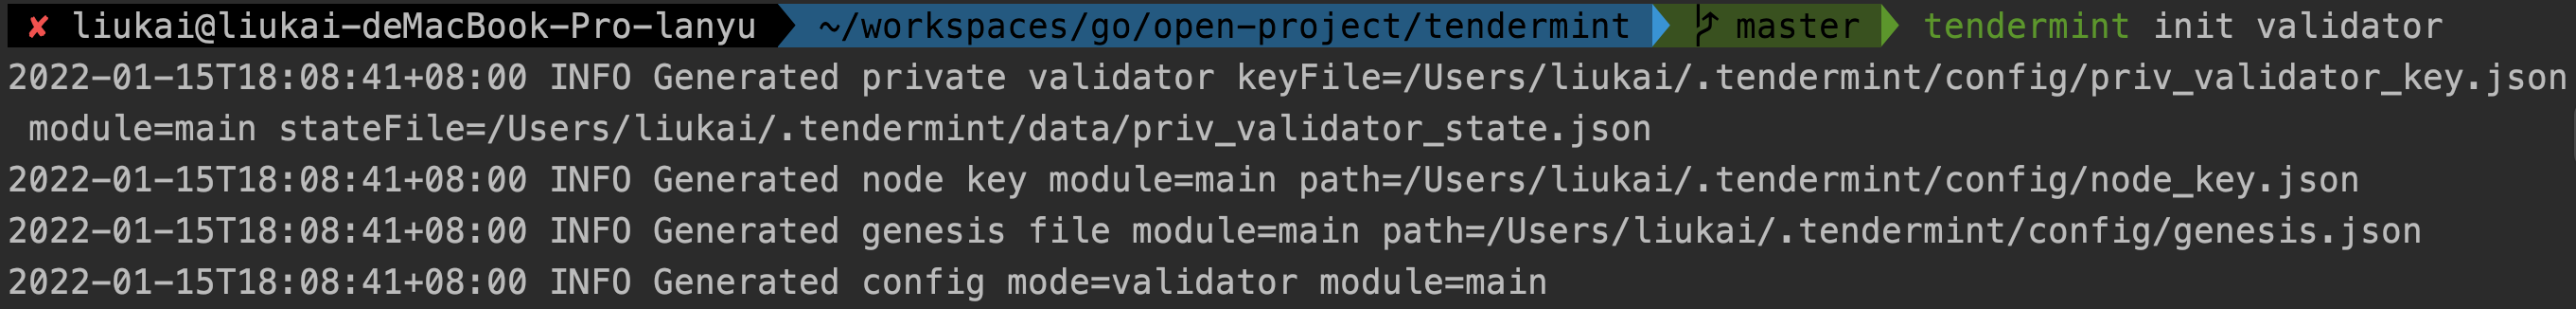 ✘ liukai@liukai-deMacBook-Pro-lanyu ~/workspaces/go/open-project/tendermint master tendermint init validator
2022-01-15T18:08:41+08:00 INFO Generated private validator keyFile=/Users/liukai/.tendermint/config/priv_validator_key.json
module=main stateFile=/Users/liukai/.tendermint/data/priv_validator_state.json
2022-01-15T18:08:41+08:00 INFO Generated node key module=main path=/Users/liukai/.tendermint/config/node_key.json
2022-01-15T18:08:41+08:00 INFO Generated genesis file module=main path=/Users/liukai/.tendermint/config/genesis.json
2022-01-15T18:08:41+08:00 INFO Generated config mode=validator module=main